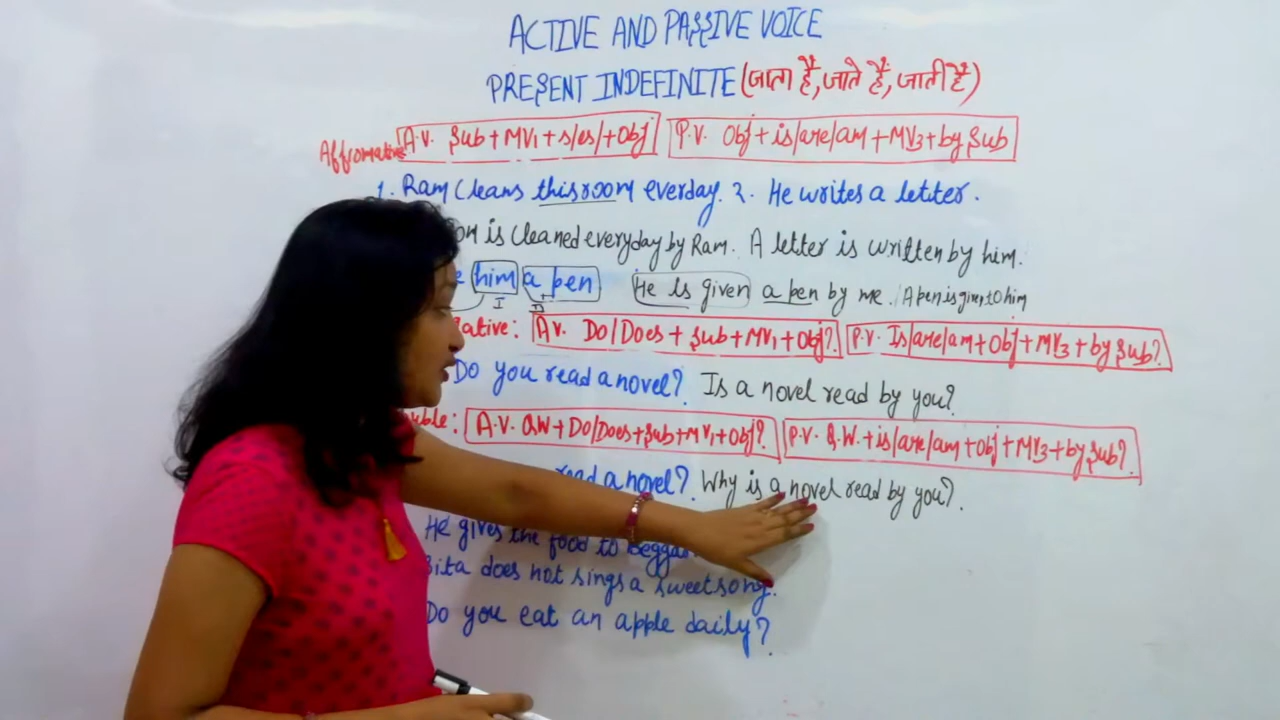 ACTIVE AND PASSIVE VOICE
PRESENT INDEFINITE (जाता है, जाते हैं, जाती है)
Affromative A.V. Sub + MV1 + s/es/ + Obj P.V. Obj + is/are/am + MV3 + by Sub
1. Ram Cleans this room everday. 2. He writes a letter.
is Cleaned everyday by Ram. A letter is written by him.
him a pen He is given a pen by me. A pen is given to him
I D
ative: A.V. Do/Does + Sub + MV1 + Obj? P.V. Is/are/am + Obj + MV3 + by Sub?
Do you read a novel? Is a novel read by you?
uble: A.V. QW + Do/Does + Sub + MV1 + Obj? P.V. Q.W. + is/are/am + Obj + MV3 + by Sub?
read a novel? Why is a novel read by you?
He gives the food to beggar
Sita does not sings a sweet song.
Do you eat an apple daily?